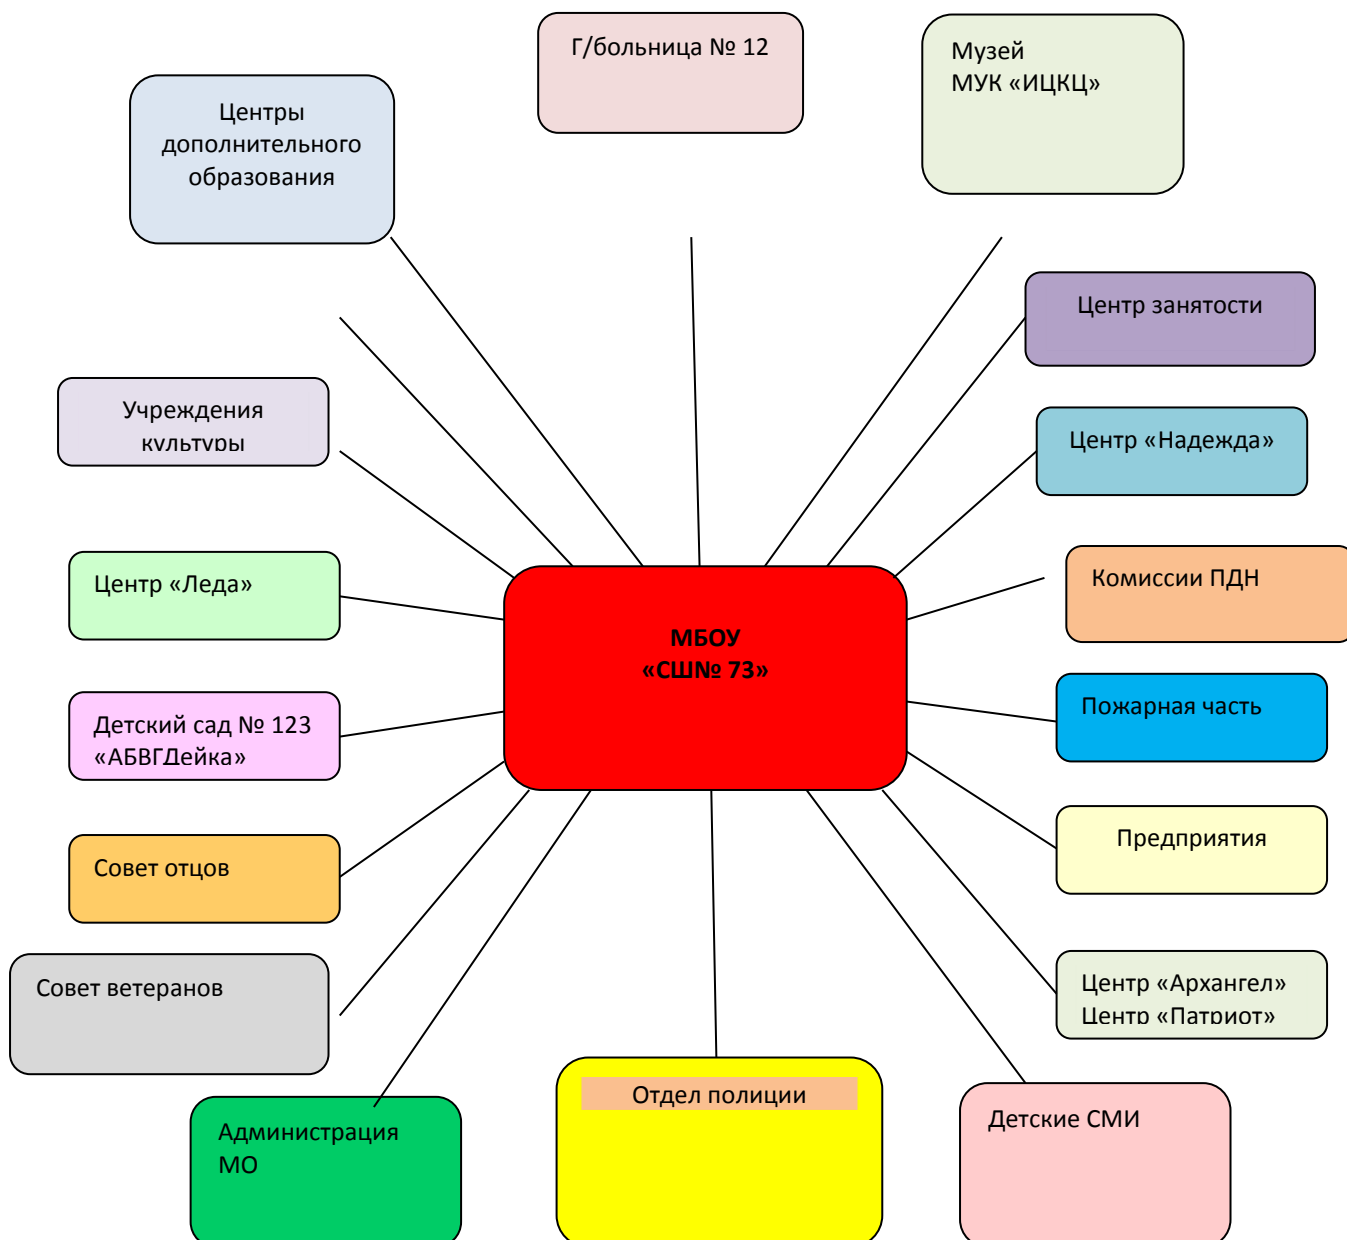 Г/больница № 12
Музей
МУК «ИЦКЦ»
Центры
дополнительного
образования
Центр занятости
Учреждения
культуры
Центр «Надежда»
Центр «Леда»
Комиссии ПДН
МБОУ
«СШ№ 73»
Детский сад № 123
«АБВГДейка»
Пожарная часть
Совет отцов
Предприятия
Совет ветеранов
Центр «Архангел»
Центр «Патриот»
Администрация
МО
Отдел полиции
Детские СМИ